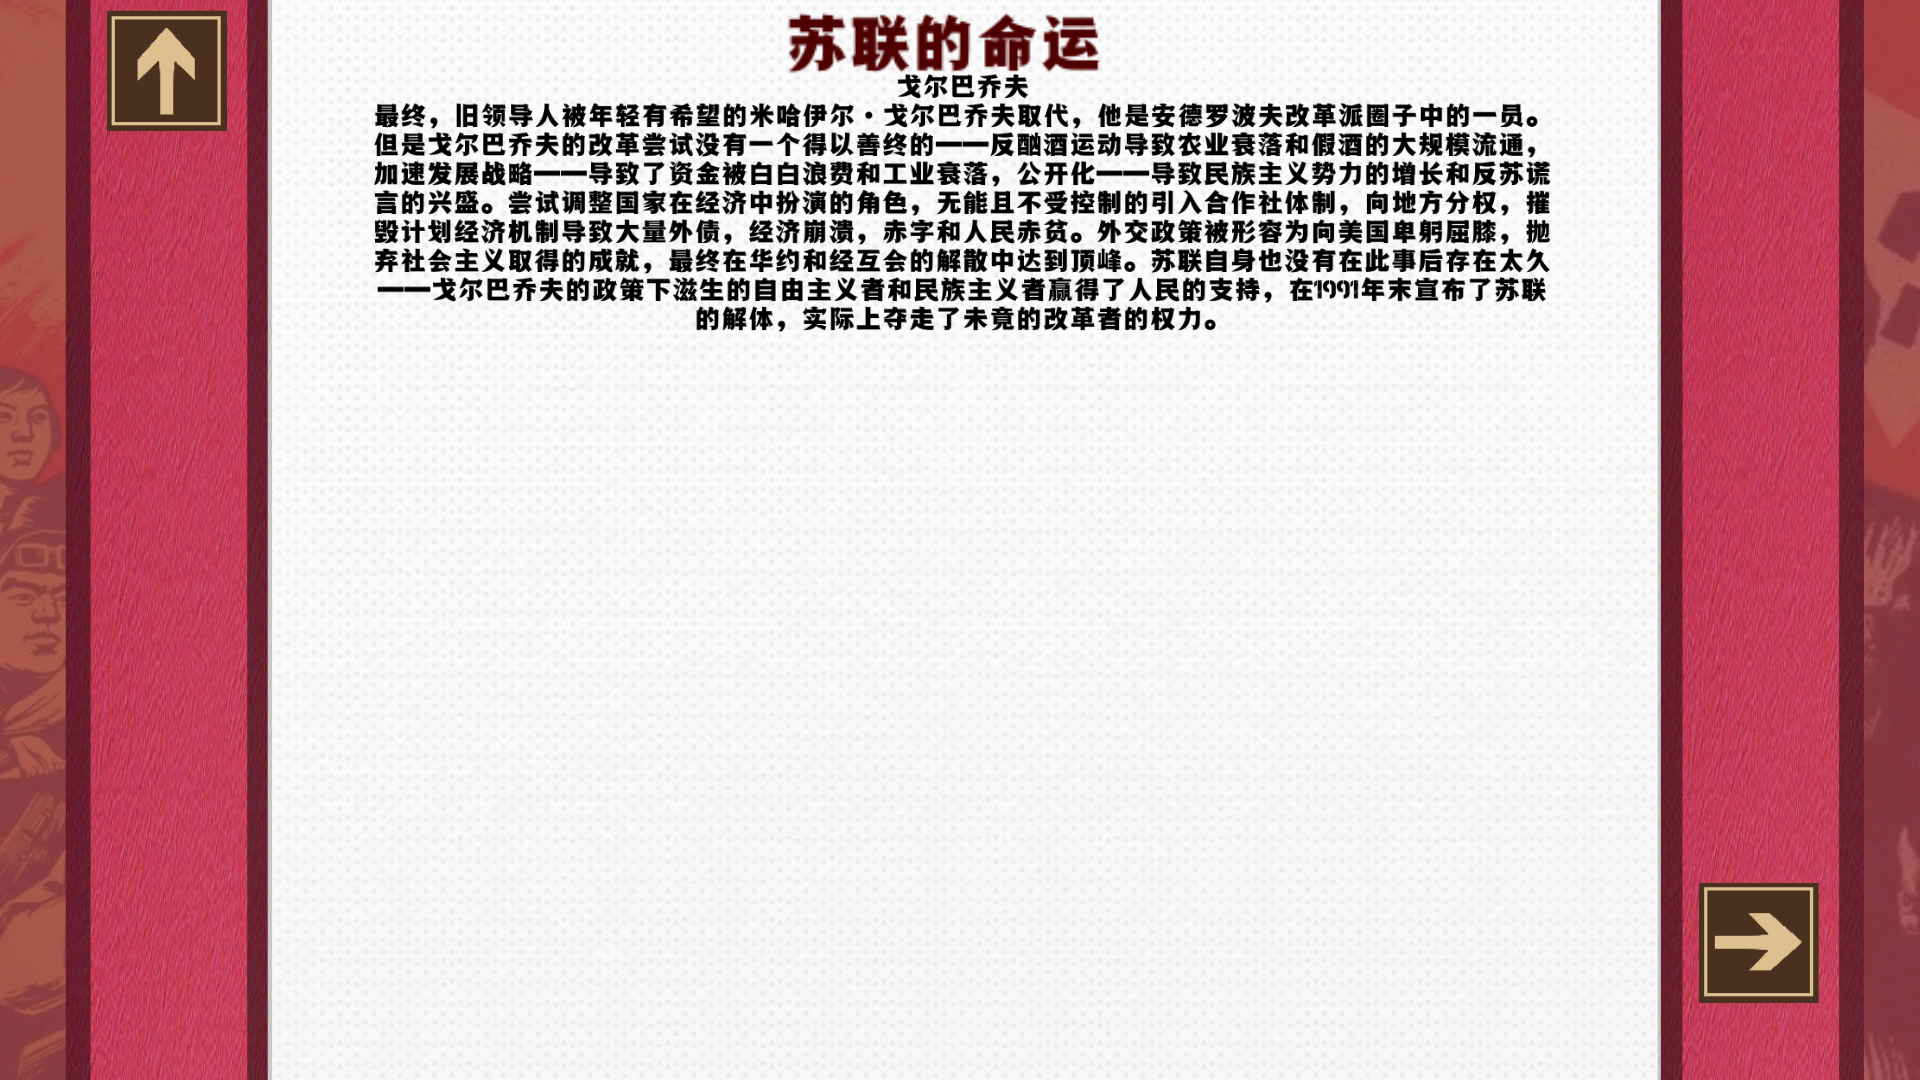 苏联的命运
戈尔巴乔夫
最终，旧领导人被年轻有希望的米哈伊尔·戈尔巴乔夫取代，他是安德罗波夫改革派圈子中的一员。
但是戈尔巴乔夫的改革尝试没有一个得以善终的——反酗酒运动导致农业衰落和假酒的大规模流通，
加速发展战略——导致了资金被白白浪费和工业衰落，公开化——导致民族主义势力的增长和反苏谎
言的兴盛。尝试调整国家在经济中扮演的角色，无能且不受控制的引入合作社体制，向地方分权，摧
毁计划经济机制导致大量外债，经济崩溃，赤字和人民赤贫。外交政策被形容为向美国卑躬屈膝，抛
弃社会主义取得的成就，最终在华约和经互会的解散中达到顶峰。苏联自身也没有在此事后存在太久
——戈尔巴乔夫的政策下滋生的自由主义者和民族主义者赢得了人民的支持，在1991年末宣布了苏联
的解体，实际上夺走了未竟的改革者的权力。